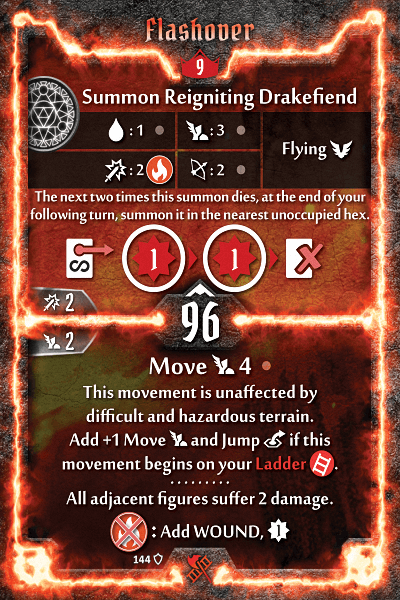 Flashover
9
Summon Reigniting Drakefiend
: 1
: 3
Flying
: 2
: 2
The next two times this summon dies, at the end of your
following turn, summon it in the nearest unoccupied hex.
S
1
1
X
2
96
2
Move 4
This movement is unaffected by
difficult and hazardous terrain.
Add +1 Move and Jump if this
movement begins on your Ladder .
All adjacent figures suffer 2 damage.
: Add WOUND, 1
144